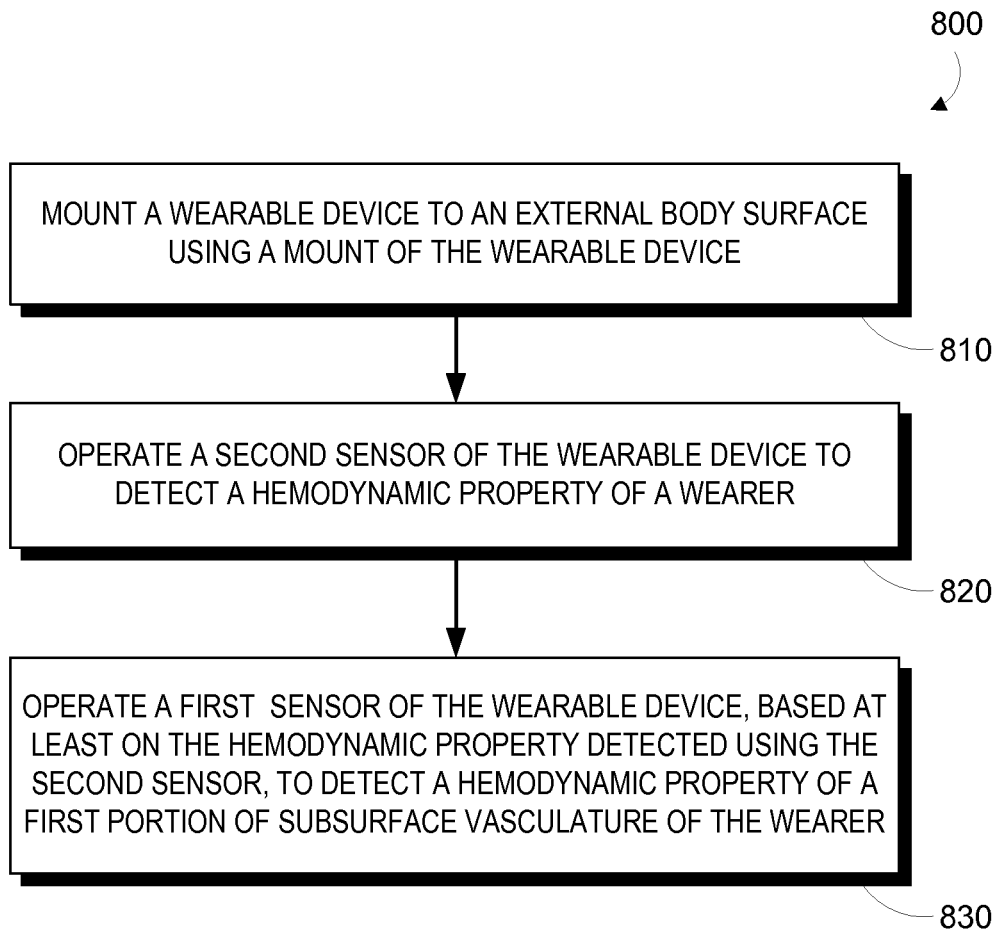 800
MOUNT A WEARABLE DEVICE TO AN EXTERNAL BODY SURFACE
USING A MOUNT OF THE WEARABLE DEVICE
810
OPERATE A SECOND SENSOR OF THE WEARABLE DEVICE TO
DETECT A HEMODYNAMIC PROPERTY OF A WEARER
820
OPERATE A FIRST SENSOR OF THE WEARABLE DEVICE, BASED AT
LEAST ON THE HEMODYNAMIC PROPERTY DETECTED USING THE
SECOND SENSOR, TO DETECT A HEMODYNAMIC PROPERTY OF A
FIRST PORTION OF SUBSURFACE VASCULATURE OF THE WEARER
830